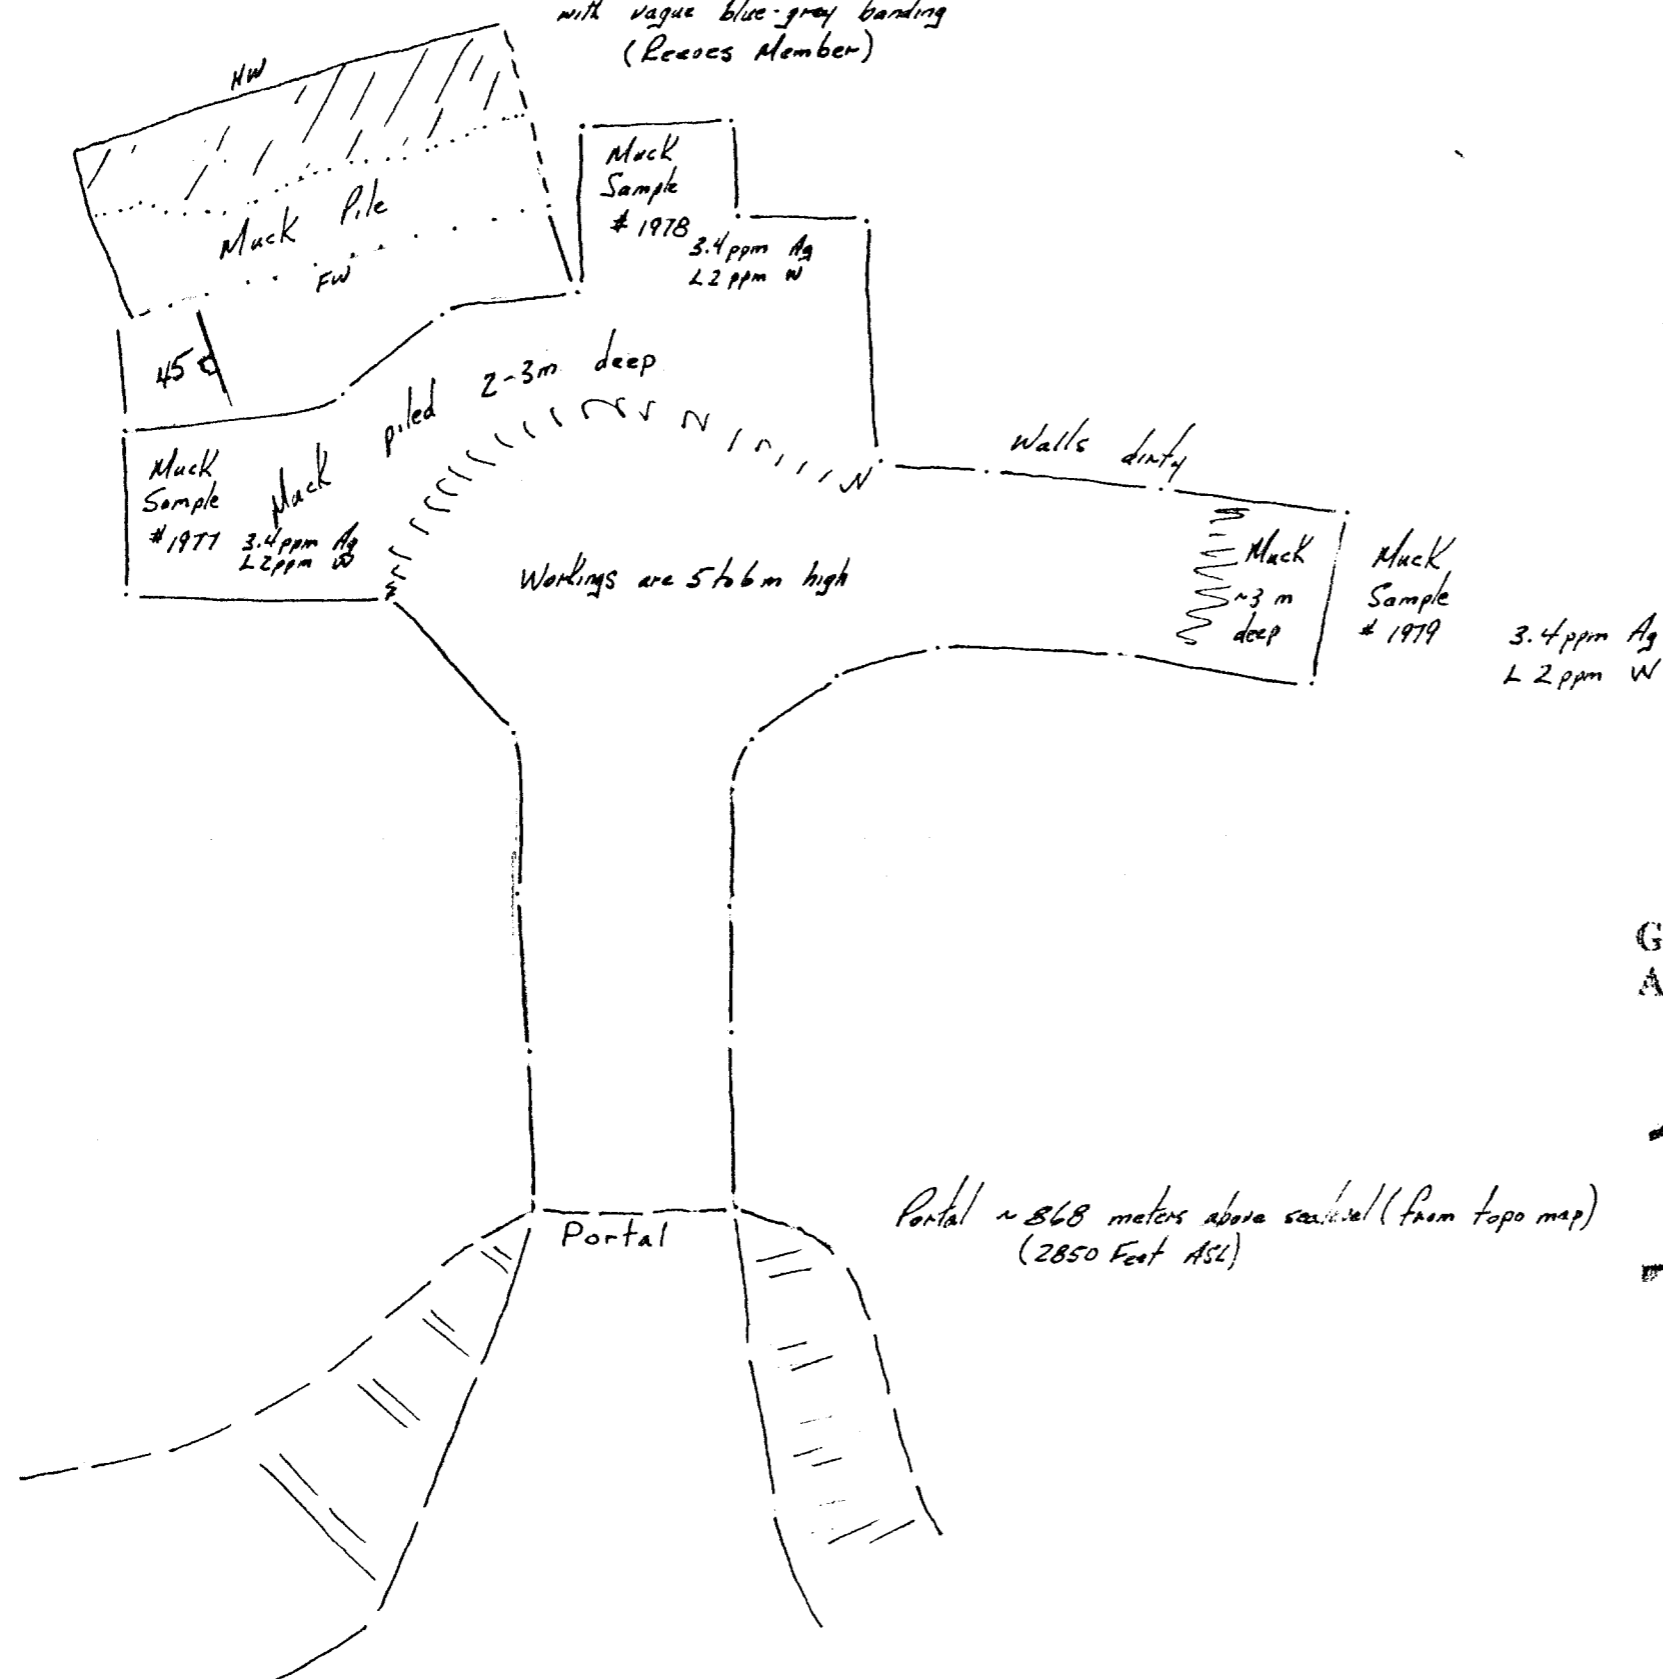 with vague blue-grey banding
(Reeves Member)
HW
Muck Pile
FW
45
Muck
Sample
# 1978
3.4 ppm Ag
L 2 ppm W
Muck piled 2-3m deep
Walls dirty
Muck
Sample
# 1977
3.4 ppm Ag
L 2 ppm W
Workings are 5 to 6 m high
Muck
~3 m
deep
Muck
Sample
# 1979
3.4 ppm Ag
L 2 ppm W
G
A
Portal
Portal ~ 868 meters above sea level (from topo map)
(2850 Feet ASL)